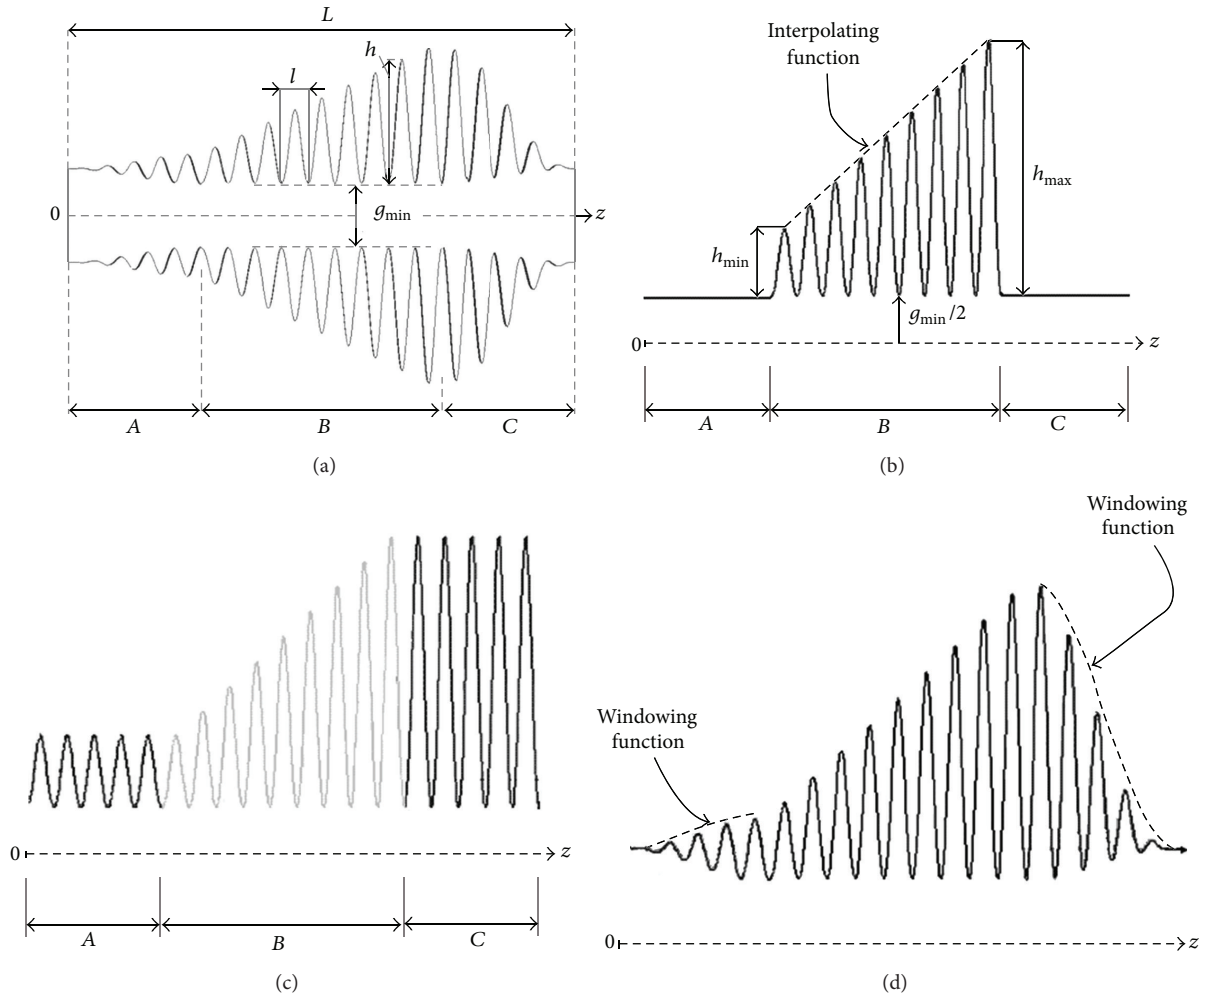 L
h
l
0
g_min
z
A
B
C
(a)
Interpolating
function
h_max
h_min
g_min/2
0
z
A
B
C
(b)
0
z
A
B
C
(c)
Windowing
function
Windowing
function
0
z
(d)